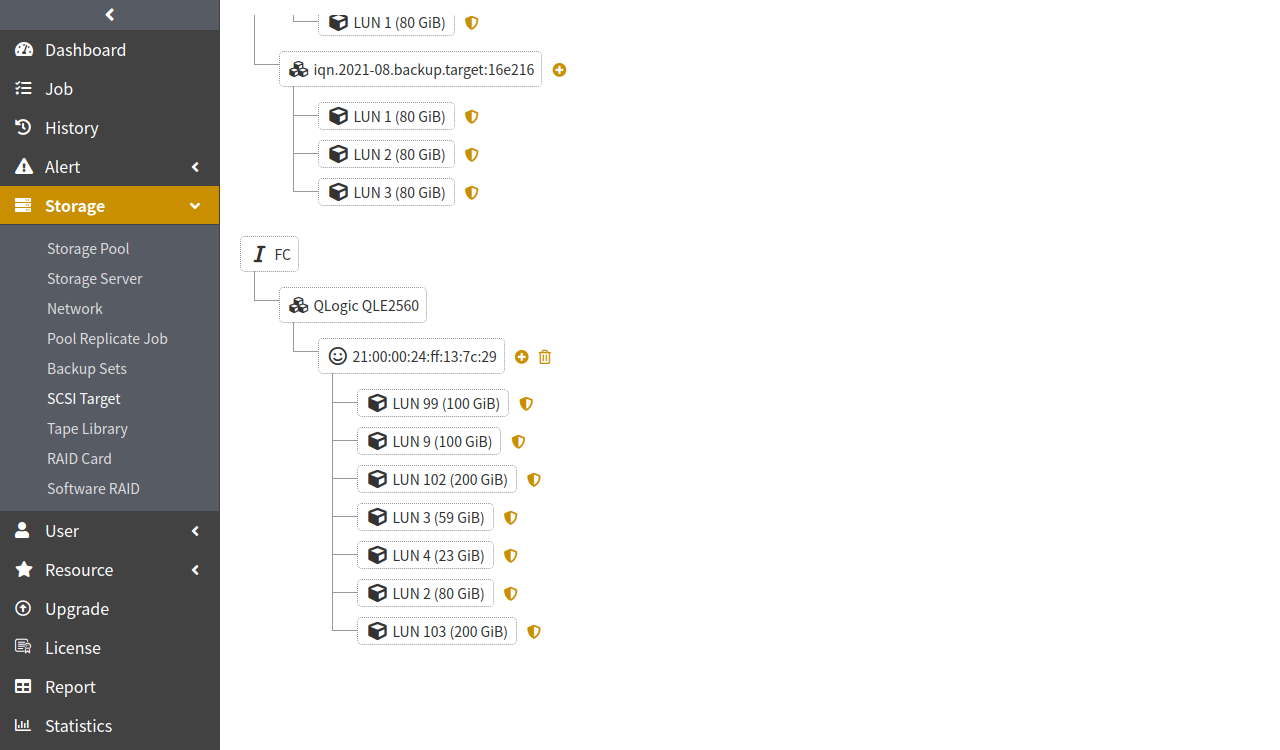 Dashboard
Job
History
Alert
Storage
Storage Pool
Storage Server
Network
Pool Replicate Job
Backup Sets
SCSI Target
Tape Library
RAID Card
Software RAID
User
Resource
Upgrade
License
Report
Statistics
LUN 1 (80 GiB)
iqn.2021-08.backup.target:16e216
LUN 1 (80 GiB)
LUN 2 (80 GiB)
LUN 3 (80 GiB)
FC
QLogic QLE2560
21:00:00:24:ff:13:7c:29
LUN 99 (100 GiB)
LUN 9 (100 GiB)
LUN 102 (200 GiB)
LUN 3 (59 GiB)
LUN 4 (23 GiB)
LUN 2 (80 GiB)
LUN 103 (200 GiB)